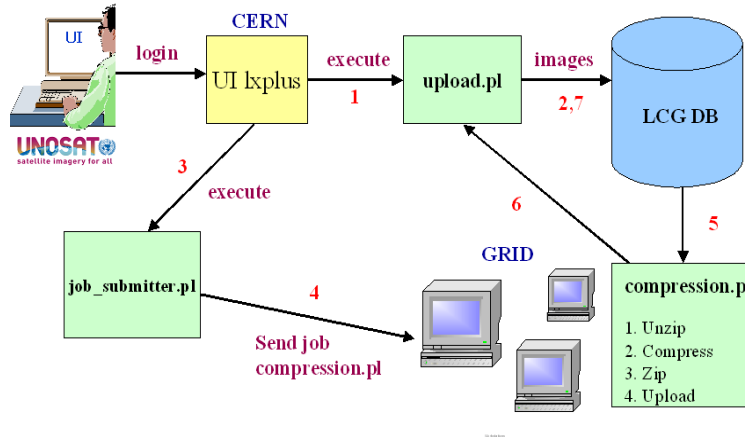 CERN
UI
login
UI lxplus
execute
1
upload.pl
images
2,7
LCG DB
UNOSAT
satellite imagery for all
3
execute
6
5
GRID
job_submitter.pl
4
Send job
compression.pl
compression.p
1. Unzip
2. Compress
3. Zip
4. Upload